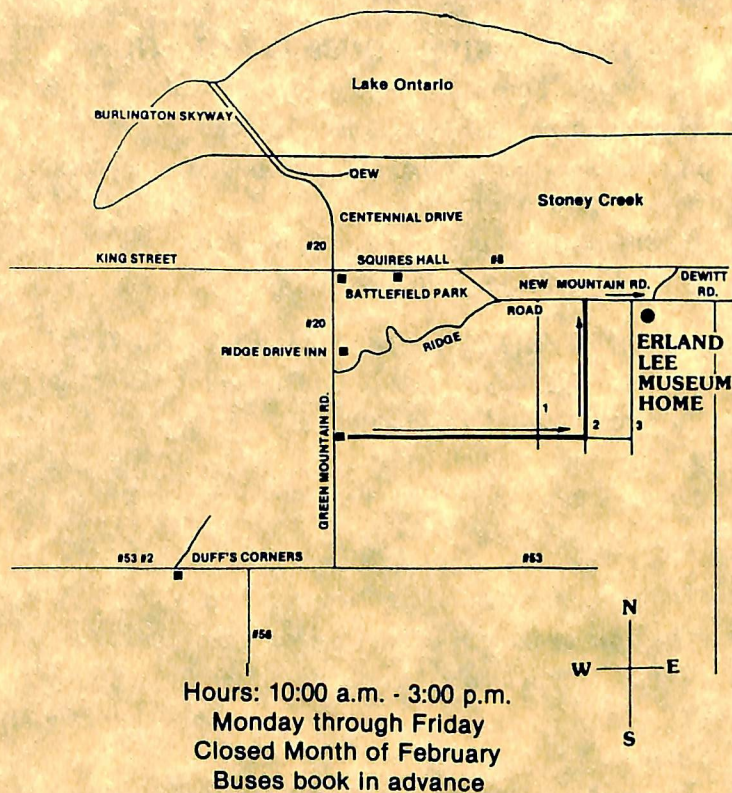 Lake Ontario
BURLINGTON SKYWAY
QEW
Stoney Creek
CENTENNIAL DRIVE
#20
KING STREET
SQUIRES HALL
#8
BATTLEFIELD PARK
NEW MOUNTAIN RD.
DEWITT
RD.
ROAD
#20
RIDGE DRIVE INN
RIDGE
ERLAND
LEE
MUSEUM
HOME
1
2
3
GREEN MOUNTAIN RD.
#53 #2
DUFF'S CORNERS
#53
#56
N
W
E
S
Hours: 10:00 a.m. - 3:00 p.m.
Monday through Friday
Closed Month of February
Buses book in advance